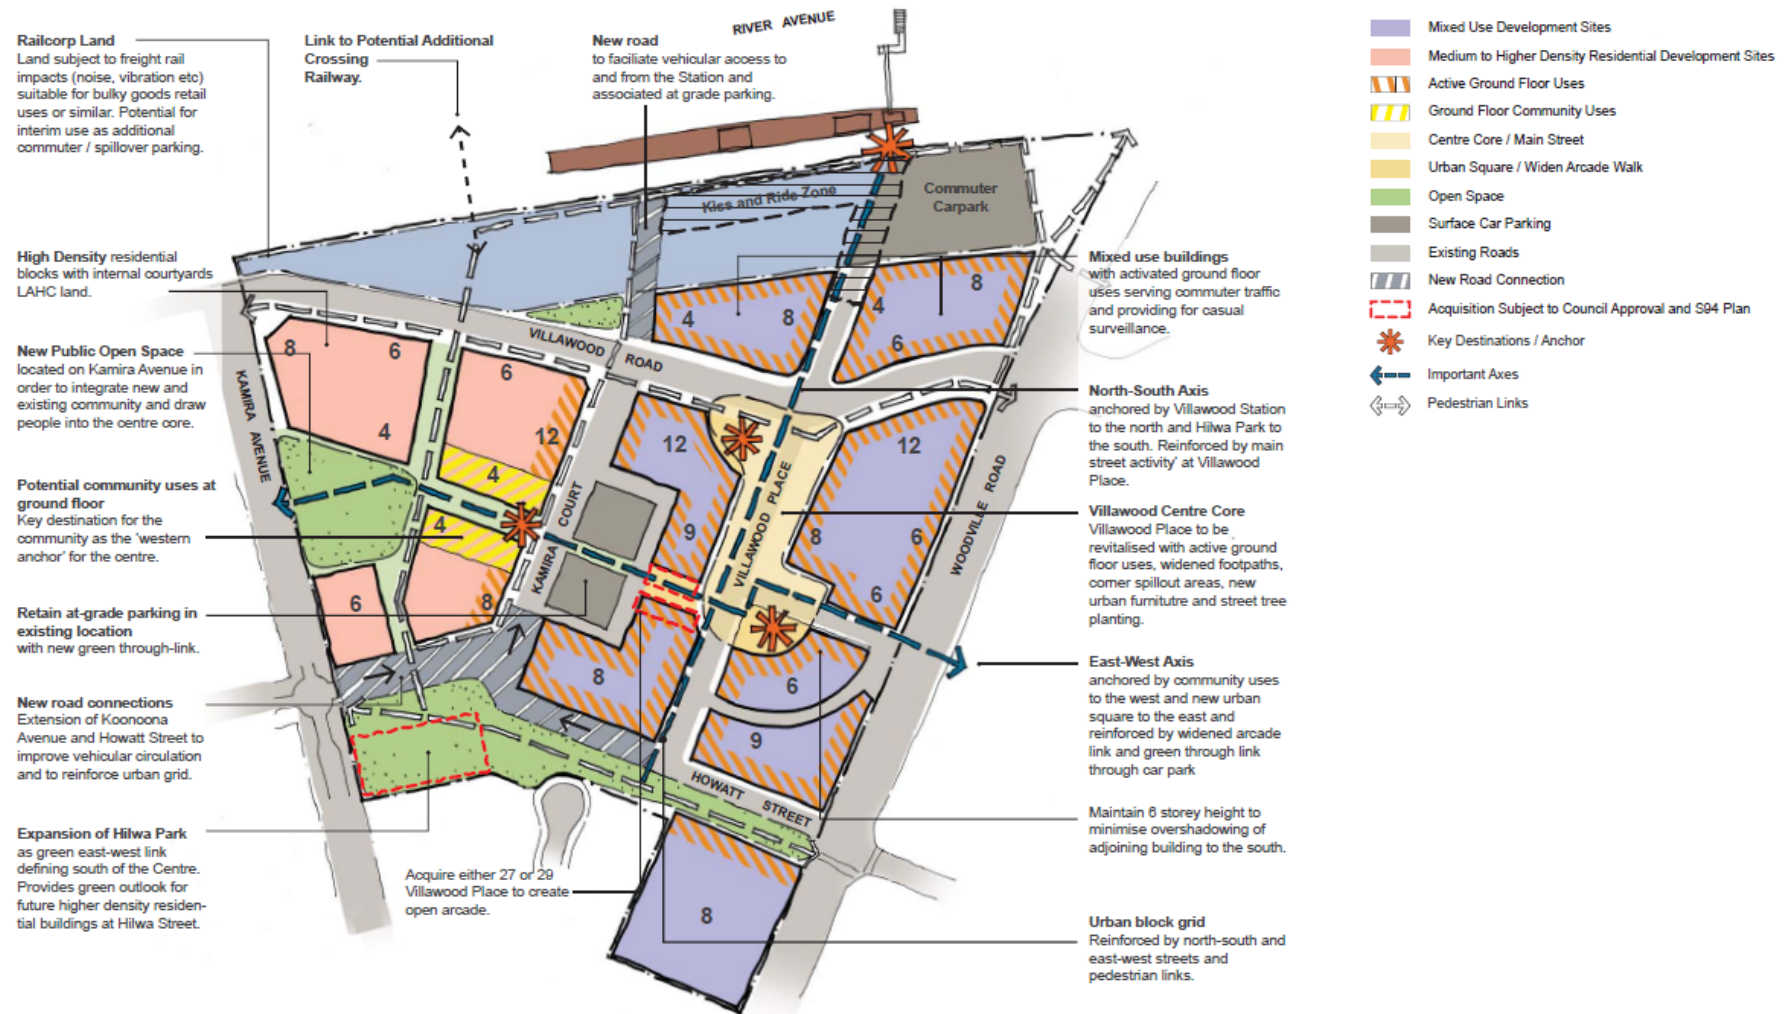 RIVER AVENUE
Railcorp Land
Land subject to freight rail
impacts (noise, vibration etc)
suitable for bulky goods retail
uses or similar. Potential for
interim use as additional
commuter / spillover parking.
Link to Potential Additional
Crossing
Railway.
New road
to faciliate vehicular access to
and from the Station and
associated at grade parking.
High Density residential
blocks with internal courtyards
LAHC land.
New Public Open Space
located on Kamira Avenue in
order to integrate new and
existing community and draw
people into the centre core.
Potential community uses at
ground floor
Key destination for the
community as the 'western
anchor' for the centre.
Retain at-grade parking in
existing location
with new green through-link.
New road connections
Extension of Koonoona
Avenue and Howatt Street to
improve vehicular circulation
and to reinforce urban grid.
Expansion of Hilwa Park
as green east-west link
defining south of the Centre.
Provides green outlook for
future higher density residen-
tial buildings at Hilwa Street.
Acquire either 27 or 29
Villawood Place to create
open arcade.
Kiss and Ride Zone
Commuter
Carpark
VILLAWOOD ROAD
KAMIRA AVENUE
KAMIRA COURT
VILLAWOOD PLACE
WOODVILLE ROAD
HOWATT STREET
8
6
4
6
12
4
4
8
6
4
8
4
8
6
12
9
12
8
6
6
8
6
9
8
Mixed use buildings
with activated ground floor
uses serving commuter traffic
and providing for casual
surveillance.
North-South Axis
anchored by Villawood Station
to the north and Hilwa Park to
the south. Reinforced by main
street activity' at Villawood
Place.
Villawood Centre Core
Villawood Place to be
revitalised with active ground
floor uses, widened footpaths,
corner spillout areas, new
urban furnitutre and street tree
planting.
East-West Axis
anchored by community uses
to the west and new urban
square to the east and
reinforced by widened arcade
link and green through link
through car park
Maintain 6 storey height to
minimise overshadowing of
adjoining building to the south.
Urban block grid
Reinforced by north-south and
east-west streets and
pedestrian links.
Mixed Use Development Sites
Medium to Higher Density Residential Development Sites
Active Ground Floor Uses
Ground Floor Community Uses
Centre Core / Main Street
Urban Square / Widen Arcade Walk
Open Space
Surface Car Parking
Existing Roads
New Road Connection
Acquisition Subject to Council Approval and S94 Plan
Key Destinations / Anchor
Important Axes
Pedestrian Links